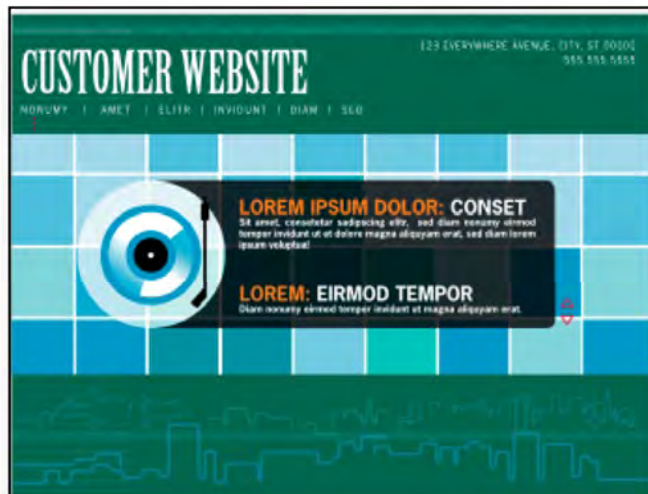 123 EVERYWHERE AVENUE, CITY, ST 00000
555.555.5555
CUSTOMER WEBSITE
NONUMY | AMET | ELITR | INVIDUNT | DIAM | SED
LOREM IPSUM DOLOR: CONSET
Sit amet, consetetur sadipscing elitr, sed diam nonumy eirmod
tempor invidunt ut et dolore magna aliquyam erat, sed diam lorem
ipsum voluptua!
LOREM: EIRMOD TEMPOR
Diam nonumy eirmod tempor invidunt ut magna aliquyam erat.